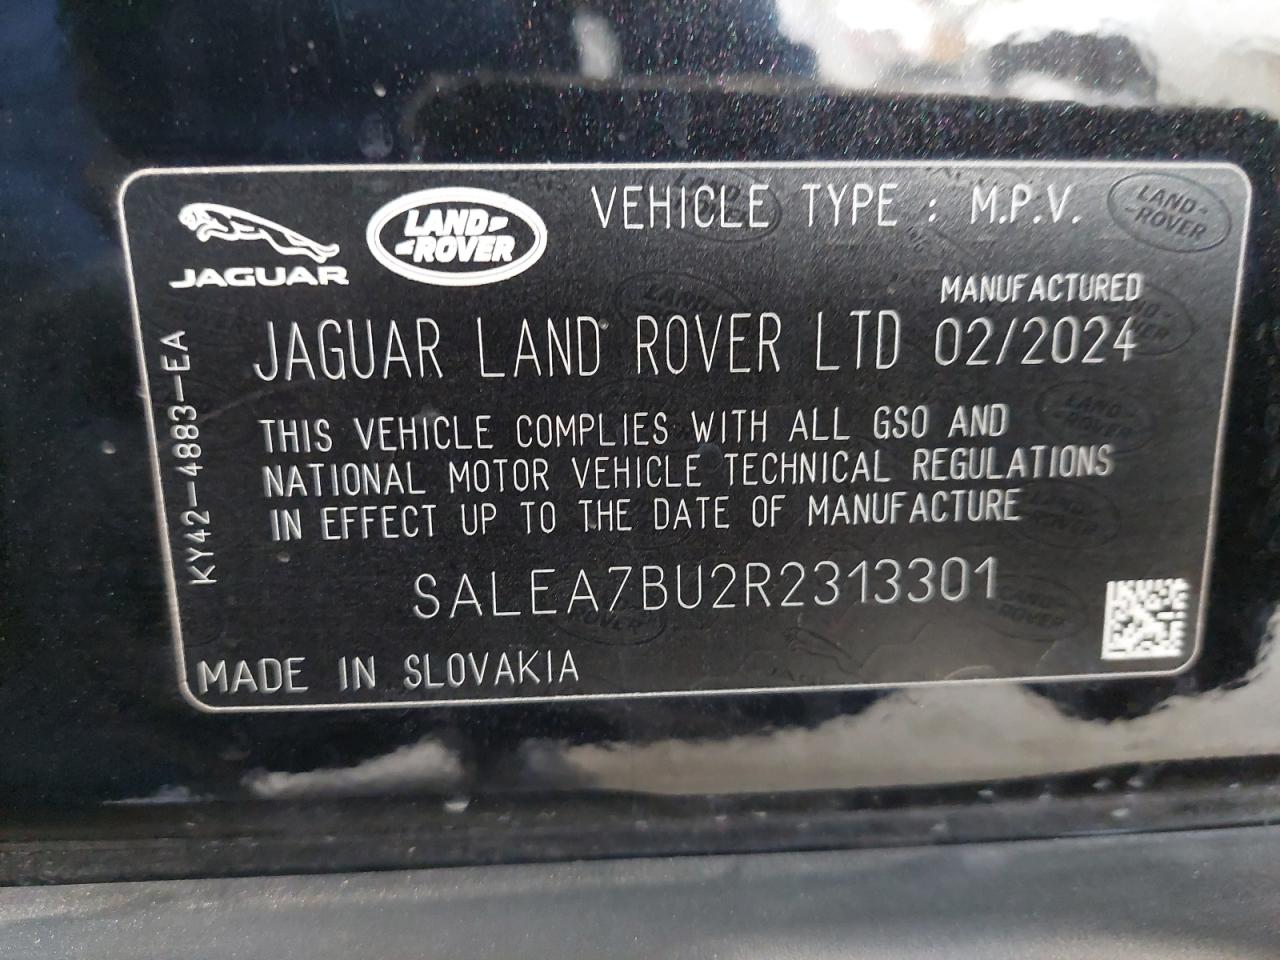 JAGUAR
LAND-
-ROVER
VEHICLE TYPE : M.P.V.
LAND-
-ROVER
MANUFACTURED
JAGUAR LAND ROVER LTD 02/2024
THIS VEHICLE COMPLIES WITH ALL GSO AND
NATIONAL MOTOR VEHICLE TECHNICAL REGULATIONS
IN EFFECT UP TO THE DATE OF MANUFACTURE
SALEA7BU2R2313301
MADE IN SLOVAKIA
KY42-4883-EA